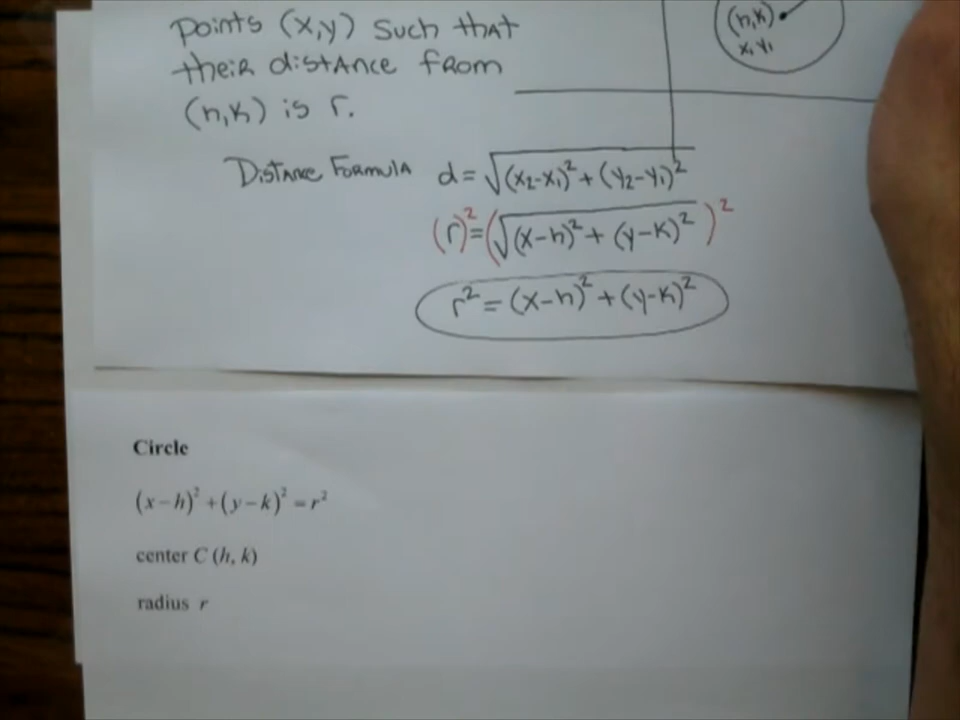 (h,k)
x₁ y₁
points (x,y) such that
their distance from
(h,k) is r.
Distance Formula d = √((x₂-x₁)² + (y₂-y₁)²)
(r)² = (√((x-h)² + (y-k)²))²
r² = (x-h)² + (y-k)²
Circle
(x-h)² + (y-k)² = r²
center C (h, k)
radius r